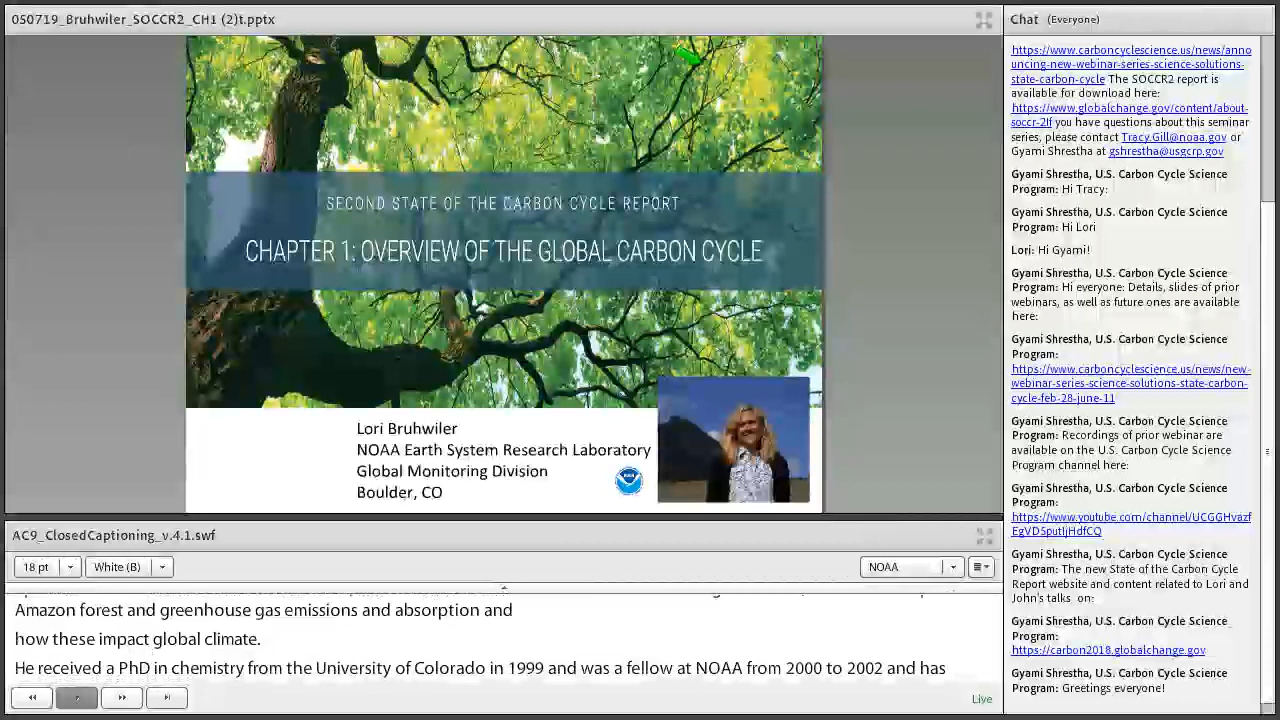 050719_Bruhwiler_SOCCR2_CH1 (2)t.pptx
SECOND STATE OF THE CARBON CYCLE REPORT
CHAPTER 1: OVERVIEW OF THE GLOBAL CARBON CYCLE
Lori Bruhwiler
NOAA Earth System Research Laboratory
Global Monitoring Division
Boulder, CO
AC9_ClosedCaptioning_v.4.1.swf
18 pt
White (B)
NOAA
Amazon forest and greenhouse gas emissions and absorption and
how these impact global climate.
He received a PhD in chemistry from the University of Colorado in 1999 and was a fellow at NOAA from 2000 to 2002 and has
Live
Chat (Everyone)
https://www.carboncyclescience.us/news/anno
uncing-new-webinar-series-science-solutions-
state-carbon-cycle The SOCCR2 report is
available for download here:
https://www.globalchange.gov/content/about-
soccr-2If you have questions about this seminar
series, please contact Tracy.Gill@noaa.gov or
Gyami Shrestha at gshrestha@usgcrp.gov
Gyami Shrestha, U.S. Carbon Cycle Science
Program: Hi Tracy:
Gyami Shrestha, U.S. Carbon Cycle Science
Program: Hi Lori
Lori: Hi Gyami!
Gyami Shrestha, U.S. Carbon Cycle Science
Program: Hi everyone: Details, slides of prior
webinars, as well as future ones are available
here:
Gyami Shrestha, U.S. Carbon Cycle Science
Program:
https://www.carboncyclescience.us/news/new-
webinar-series-science-solutions-state-carbon-
cycle-feb-28-june-11
Gyami Shrestha, U.S. Carbon Cycle Science
Program: Recordings of prior webinar are
available on the U.S. Carbon Cycle Science
Program channel here:
Gyami Shrestha, U.S. Carbon Cycle Science
Program:
https://www.youtube.com/channel/UCGGHvazf
EgVD5putIjHdfCQ
Gyami Shrestha, U.S. Carbon Cycle Science
Program: The new State of the Carbon Cycle
Report website and content related to Lori and
John's talks on:
Gyami Shrestha, U.S. Carbon Cycle Science
Program:
https://carbon2018.globalchange.gov
Gyami Shrestha, U.S. Carbon Cycle Science
Program: Greetings everyone!